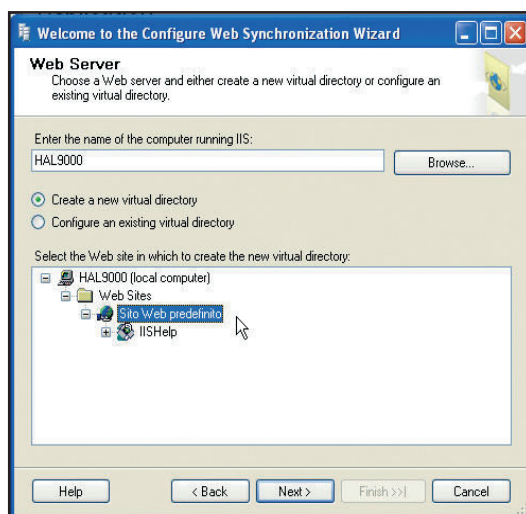 Welcome to the Configure Web Synchronization Wizard
Web Server
Choose a Web server and either create a new virtual directory or configure an
existing virtual directory.
Enter the name of the computer running IIS:
HAL9000
Browse...
Create a new virtual directory
Configure an existing virtual directory
Select the Web site in which to create the new virtual directory:
HAL9000 (local computer)
Web Sites
Sito Web predefinito
IISHelp
Help
< Back
Next >
Finish >>|
Cancel